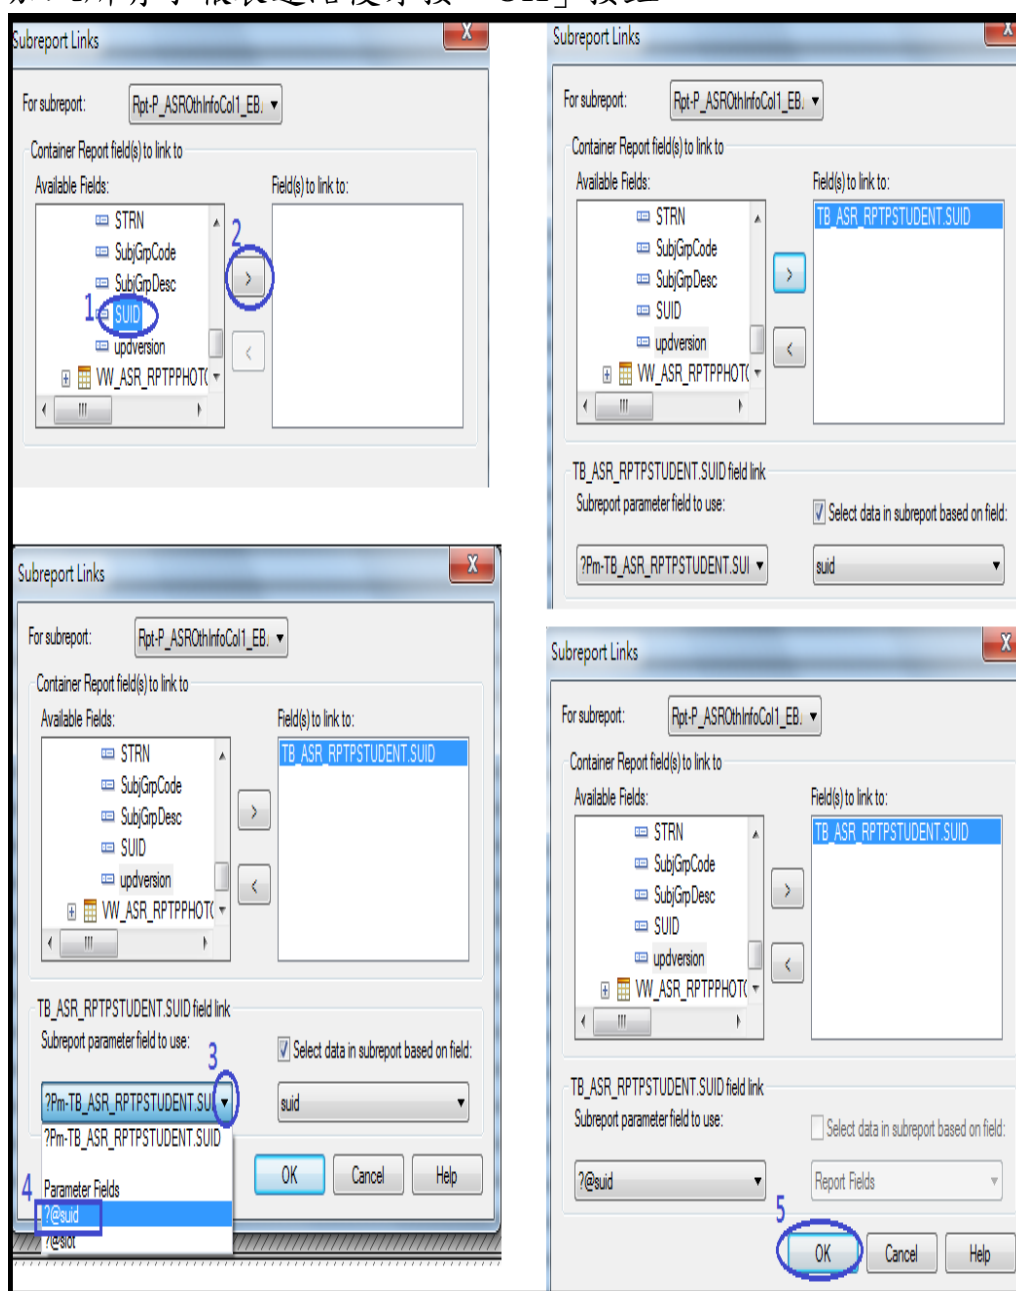 Subreport Links
X
For subreport:
Rpt-P_ASROthInfoCol1_EB.
Container Report field(s) to link to
Available Fields:
Field(s) to link to:
STRN
2
SubjGrpCode
SubjGrpDesc
>
1
SUID
updversion
<
VW_ASR_RPTPPHOTO
Subreport Links
X
For subreport:
Rpt-P_ASROthInfoCol1_EB.
Container Report field(s) to link to
Available Fields:
Field(s) to link to:
STRN
TB_ASR_RPTPSTUDENT.SUID
SubjGrpCode
SubjGrpDesc
>
SUID
updversion
<
VW_ASR_RPTPPHOTO
TB_ASR_RPTPSTUDENT.SUID field link
Subreport parameter field to use:
Select data in subreport based on field:
?Pm-TB_ASR_RPTPSTUDENT.SUI
suid
Subreport Links
X
For subreport:
Rpt-P_ASROthInfoCol1_EB.
Container Report field(s) to link to
Available Fields:
Field(s) to link to:
STRN
TB_ASR_RPTPSTUDENT.SUID
SubjGrpCode
SubjGrpDesc
>
SUID
updversion
<
VW_ASR_RPTPPHOTO
TB_ASR_RPTPSTUDENT.SUID field link
Subreport parameter field to use:
3
Select data in subreport based on field:
?Pm-TB_ASR_RPTPSTUDENT.SU
suid
?Pm-TB_ASR_RPTPSTUDENT.SUID
Parameter Fields
4
?@suid
?@slot
OK
Cancel
Help
Subreport Links
X
For subreport:
Rpt-P_ASROthInfoCol1_EB.
Container Report field(s) to link to
Available Fields:
Field(s) to link to:
STRN
TB_ASR_RPTPSTUDENT.SUID
SubjGrpCode
SubjGrpDesc
>
SUID
updversion
<
VW_ASR_RPTPPHOTO
TB_ASR_RPTPSTUDENT.SUID field link
Subreport parameter field to use:
Select data in subreport based on field:
?@suid
Report Fields
5
OK
Cancel
Help